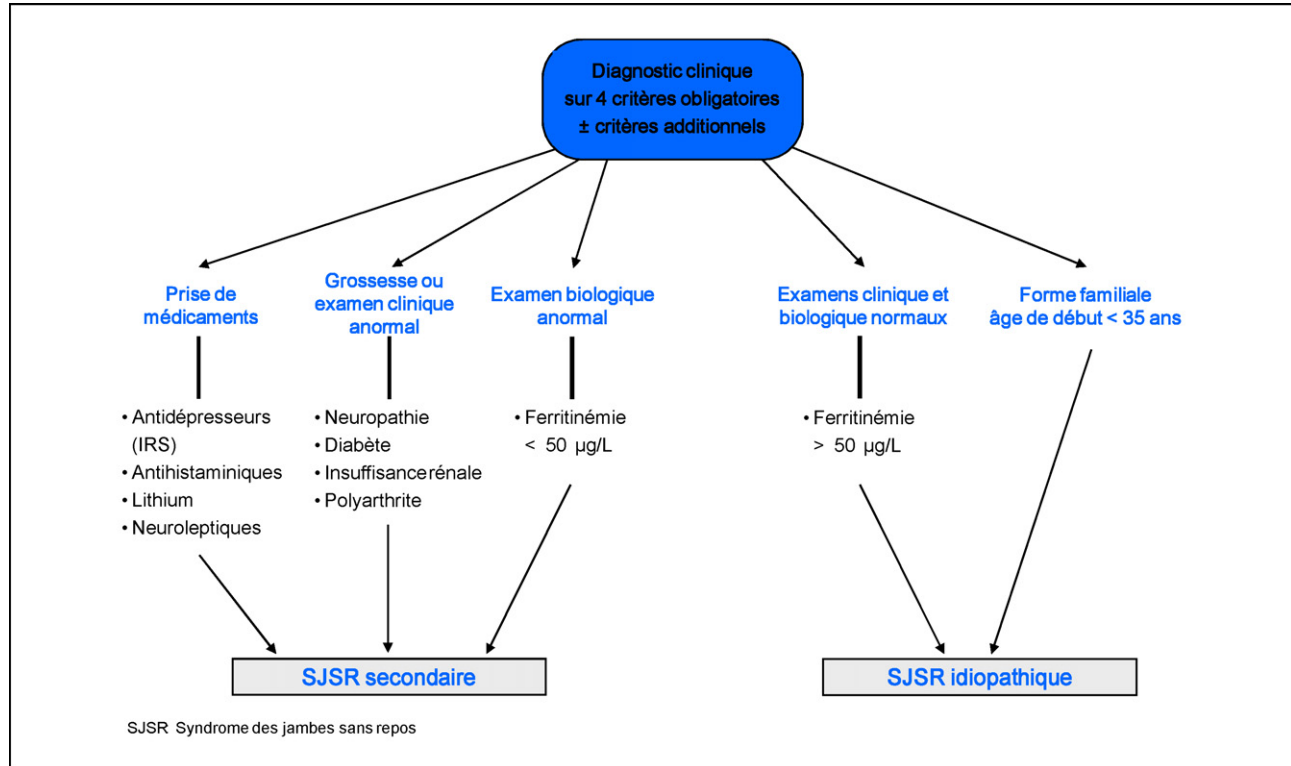 Diagnostic clinique
sur 4 critères obligatoires
± critères additionnels
Prise de
médicaments
Grossesse ou
examen clinique
anormal
Examen biologique
anormal
Examens clinique et
biologique normaux
Forme familiale
âge de début < 35 ans
• Antidépresseurs
(IRS)
• Antihistaminiques
• Lithium
• Neuroleptiques
• Neuropathie
• Diabète
• Insuffisance rénale
• Polyarthrite
• Ferritinémie
< 50 µg/L
• Ferritinémie
> 50 µg/L
SJSR secondaire
SJSR idiopathique
SJSR Syndrome des jambes sans repos